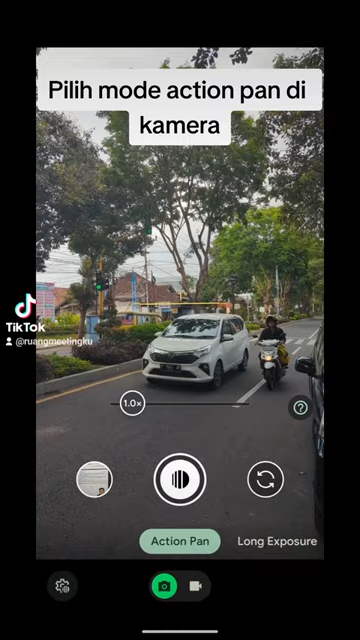 Pilih mode action pan di
kamera
TikTok
@ruangmeetingku
1.0×
?
Action Pan
Long Exposure